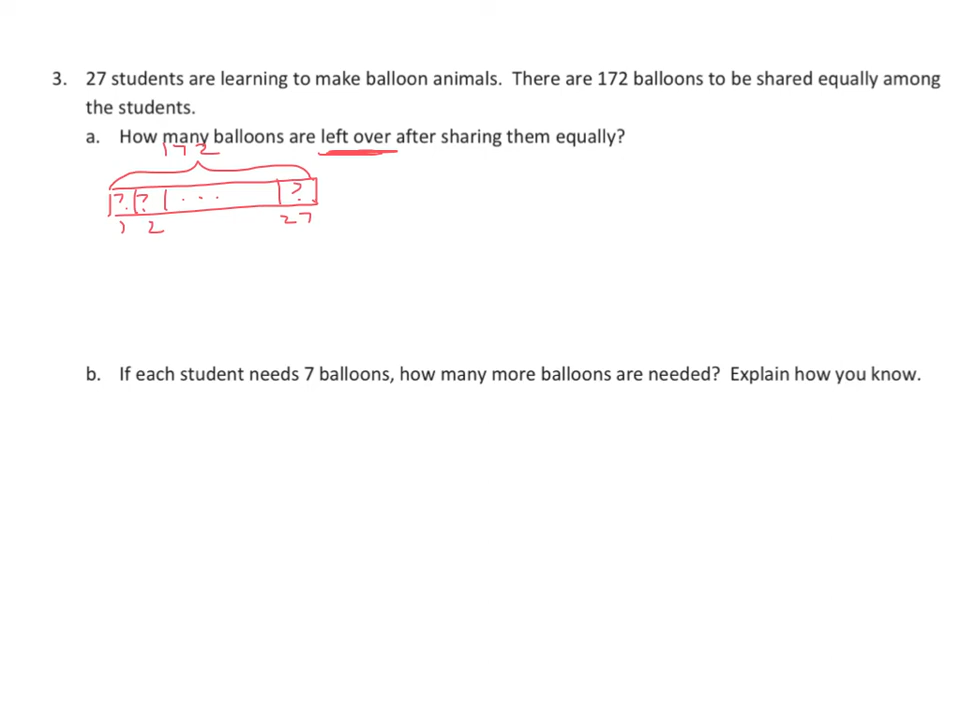 3. 27 students are learning to make balloon animals. There are 172 balloons to be shared equally among
the students.
a. How many balloons are left over after sharing them equally?
172
? ? ... ?
1 2 27
b. If each student needs 7 balloons, how many more balloons are needed? Explain how you know.